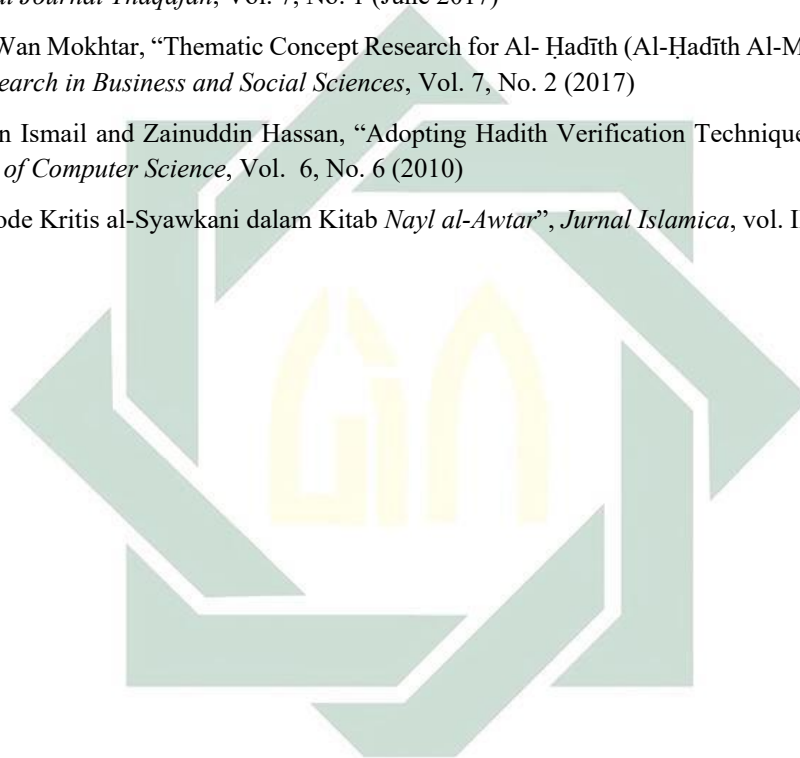 Journal Thaqafah, Vol. 7, No. 1 (June 2017)
Wan Mokhtar, “Thematic Concept Research for Al- Ḥadīth (Al-Ḥadīth Al-M
earch in Business and Social Sciences, Vol. 7, No. 2 (2017)
n Ismail and Zainuddin Hassan, “Adopting Hadith Verification Technique
of Computer Science, Vol. 6, No. 6 (2010)
ode Kritis al-Syawkani dalam Kitab Nayl al-Awtar”, Jurnal Islamica, vol. I